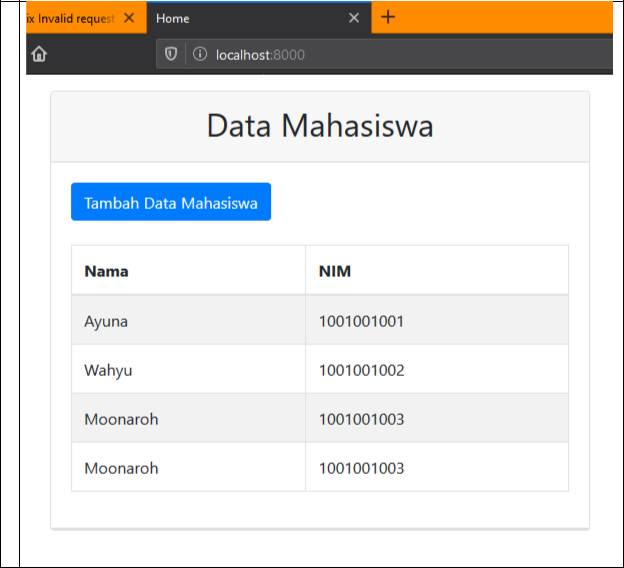 ix Invalid request
Home
localhost:8000
Data Mahasiswa
Tambah Data Mahasiswa
Nama NIM
Ayuna 1001001001
Wahyu 1001001002
Moonaroh 1001001003
Moonaroh 1001001003